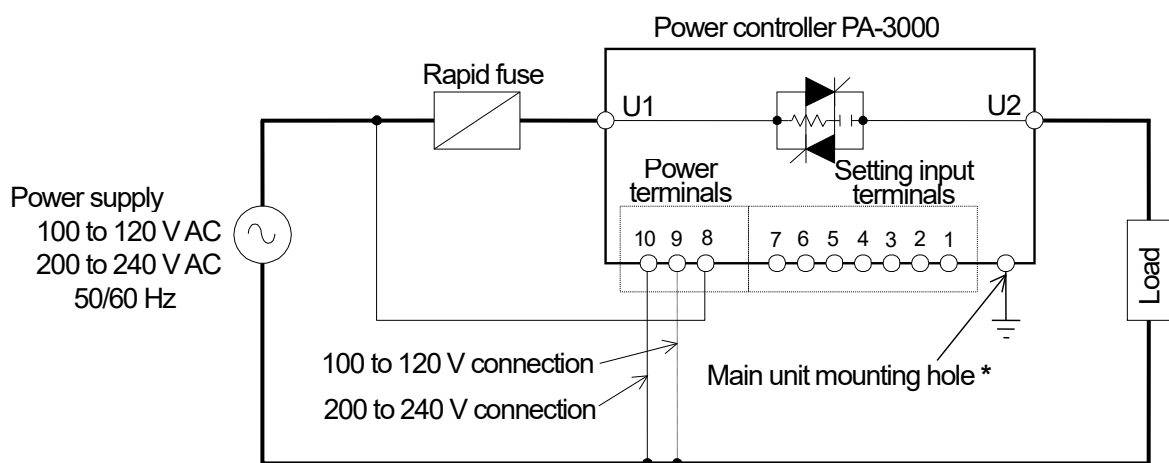 Power controller PA-3000
Rapid fuse
U1
U2
Power
terminals
Setting input
terminals
Power supply
100 to 120 V AC
200 to 240 V AC
50/60 Hz
10 9 8 7 6 5 4 3 2 1
Load
100 to 120 V connection
Main unit mounting hole *
200 to 240 V connection